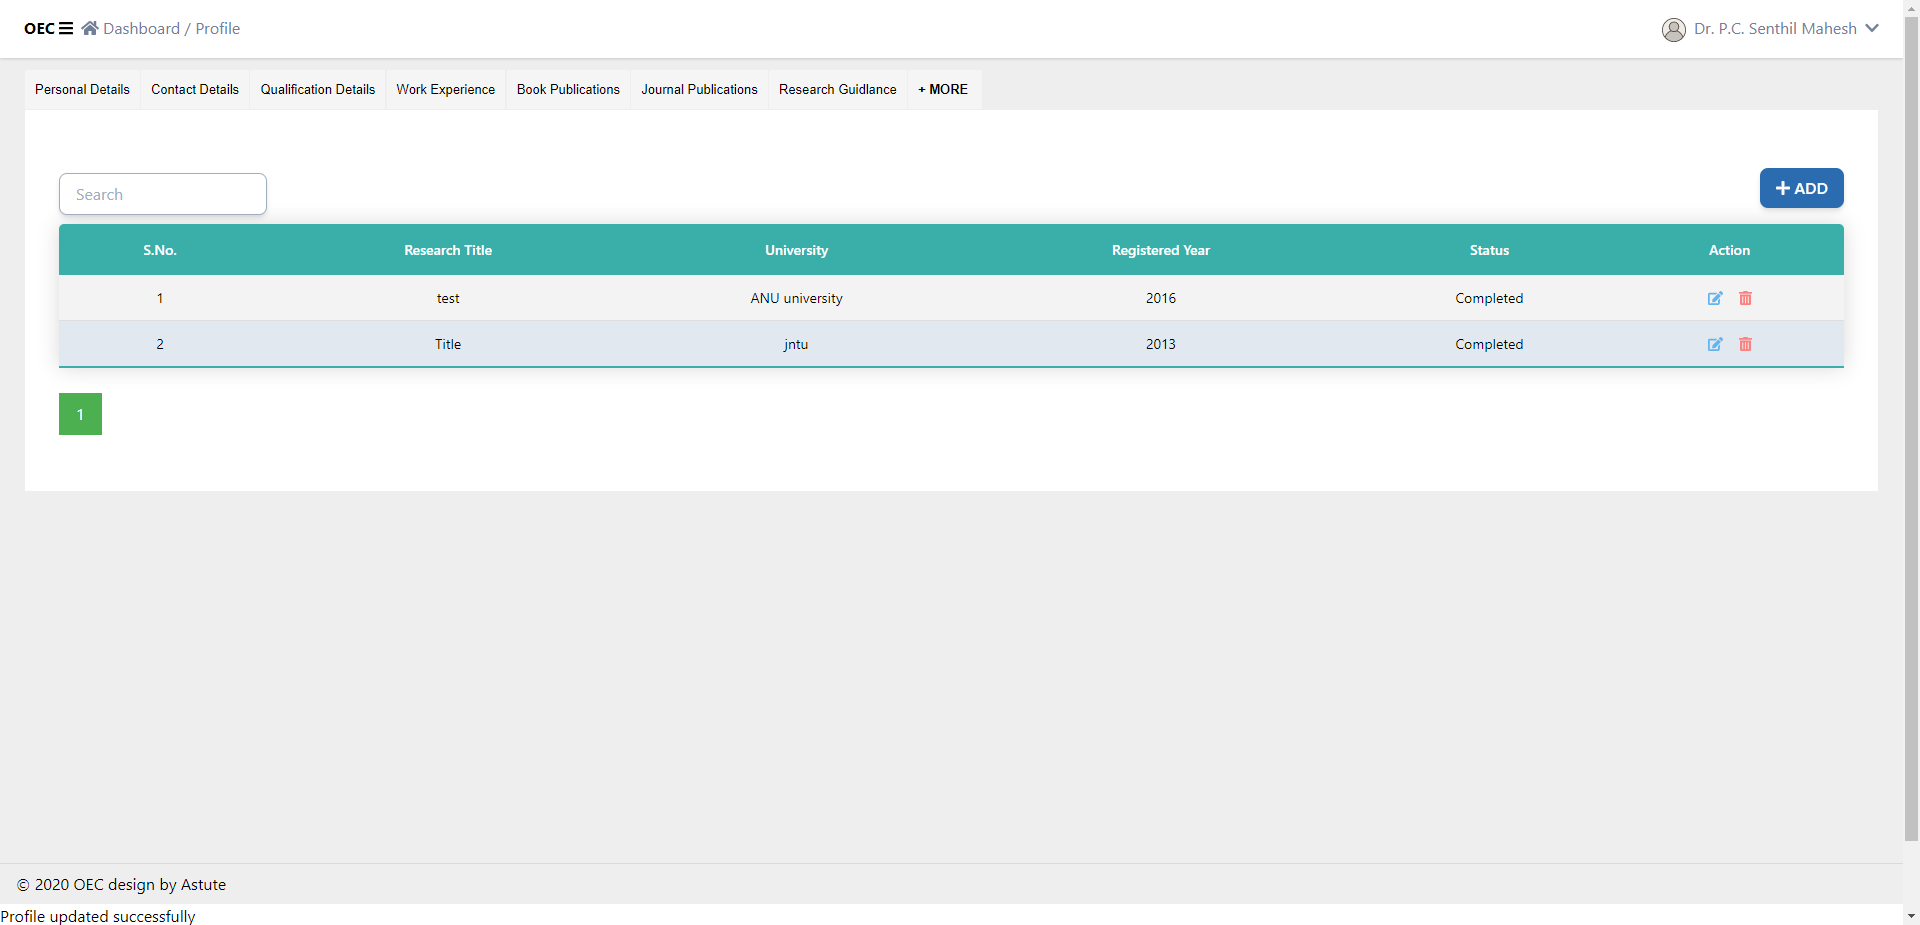 OEC Dashboard / Profile Dr. P.C. Senthil Mahesh
Personal Details Contact Details Qualification Details Work Experience Book Publications Journal Publications Research Guidlance + MORE
Search + ADD
S.No. Research Title University Registered Year Status Action
1 test ANU university 2016 Completed
2 Title jntu 2013 Completed
1
© 2020 OEC design by Astute
Profile updated successfully